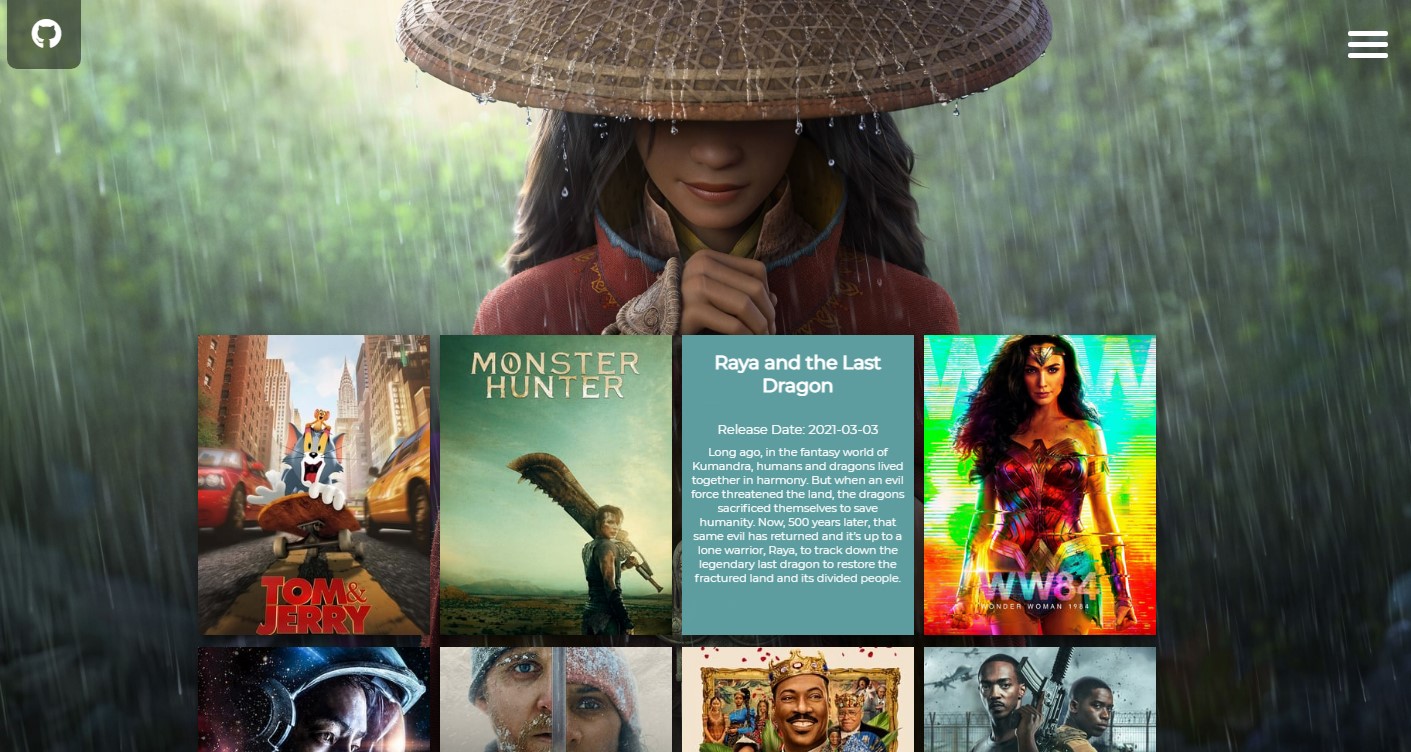 MONSTER
HUNTER
Raya and the Last
Dragon
Release Date: 2021-03-03
Long ago, in the fantasy world of
Kumandra, humans and dragons lived
together in harmony. But when an evil
force threatened the land, the dragons
sacrificed themselves to save
humanity. Now, 500 years later, that
same evil has returned and it's up to a
lone warrior, Raya, to track down the
legendary last dragon to restore the
fractured land and its divided people.
TOM&
JERRY
WW84
WONDER WOMAN 1984